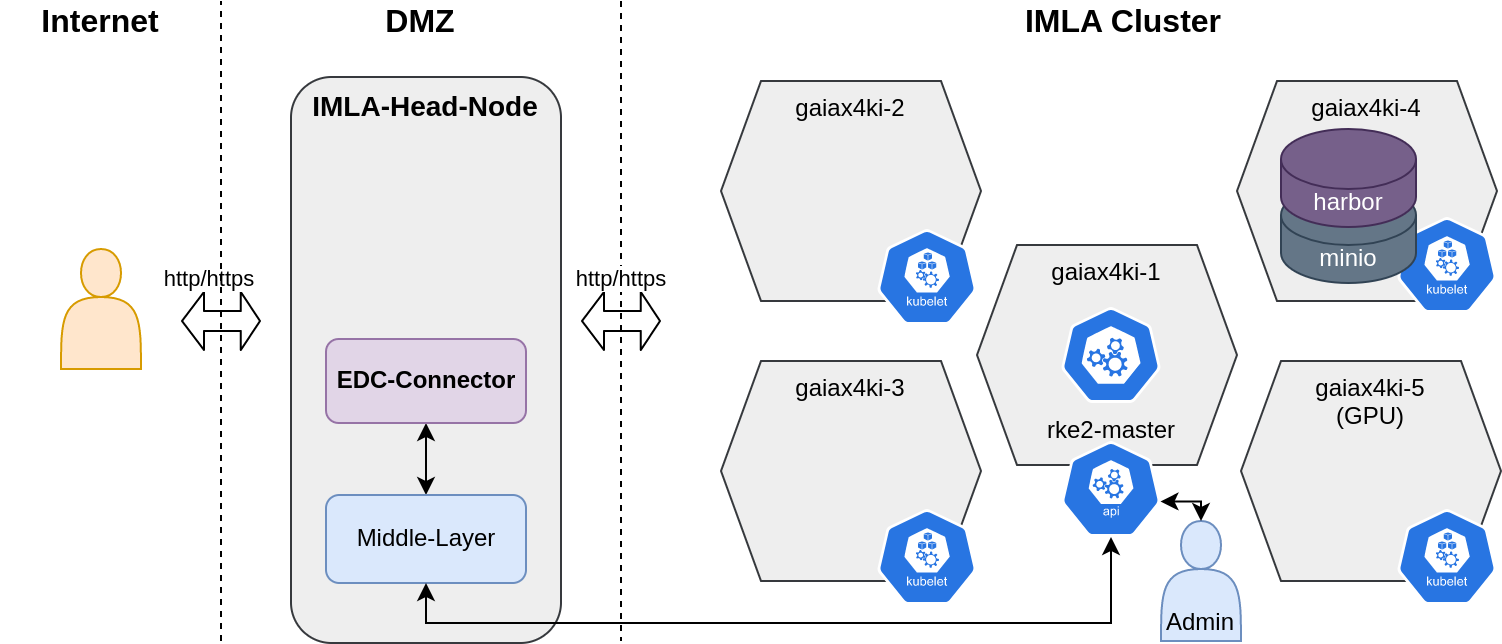 Internet
DMZ
IMLA Cluster
IMLA-Head-Node
http/https
EDC-Connector
Middle-Layer
http/https
gaiax4ki-2
kubelet
gaiax4ki-3
kubelet
gaiax4ki-1
rke2-master
api
Admin
gaiax4ki-4
harbor
minio
kubelet
gaiax4ki-5
(GPU)
kubelet